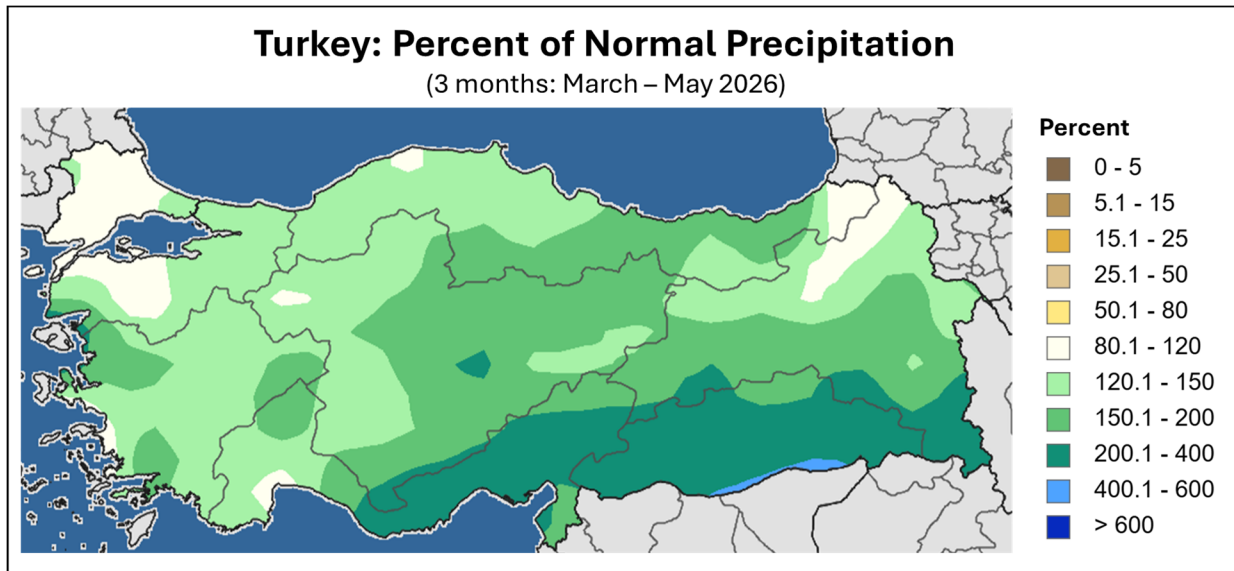 Turkey: Percent of Normal Precipitation
(3 months: March – May 2026)
Percent
0 - 5
5.1 - 15
15.1 - 25
25.1 - 50
50.1 - 80
80.1 - 120
120.1 - 150
150.1 - 200
200.1 - 400
400.1 - 600
> 600